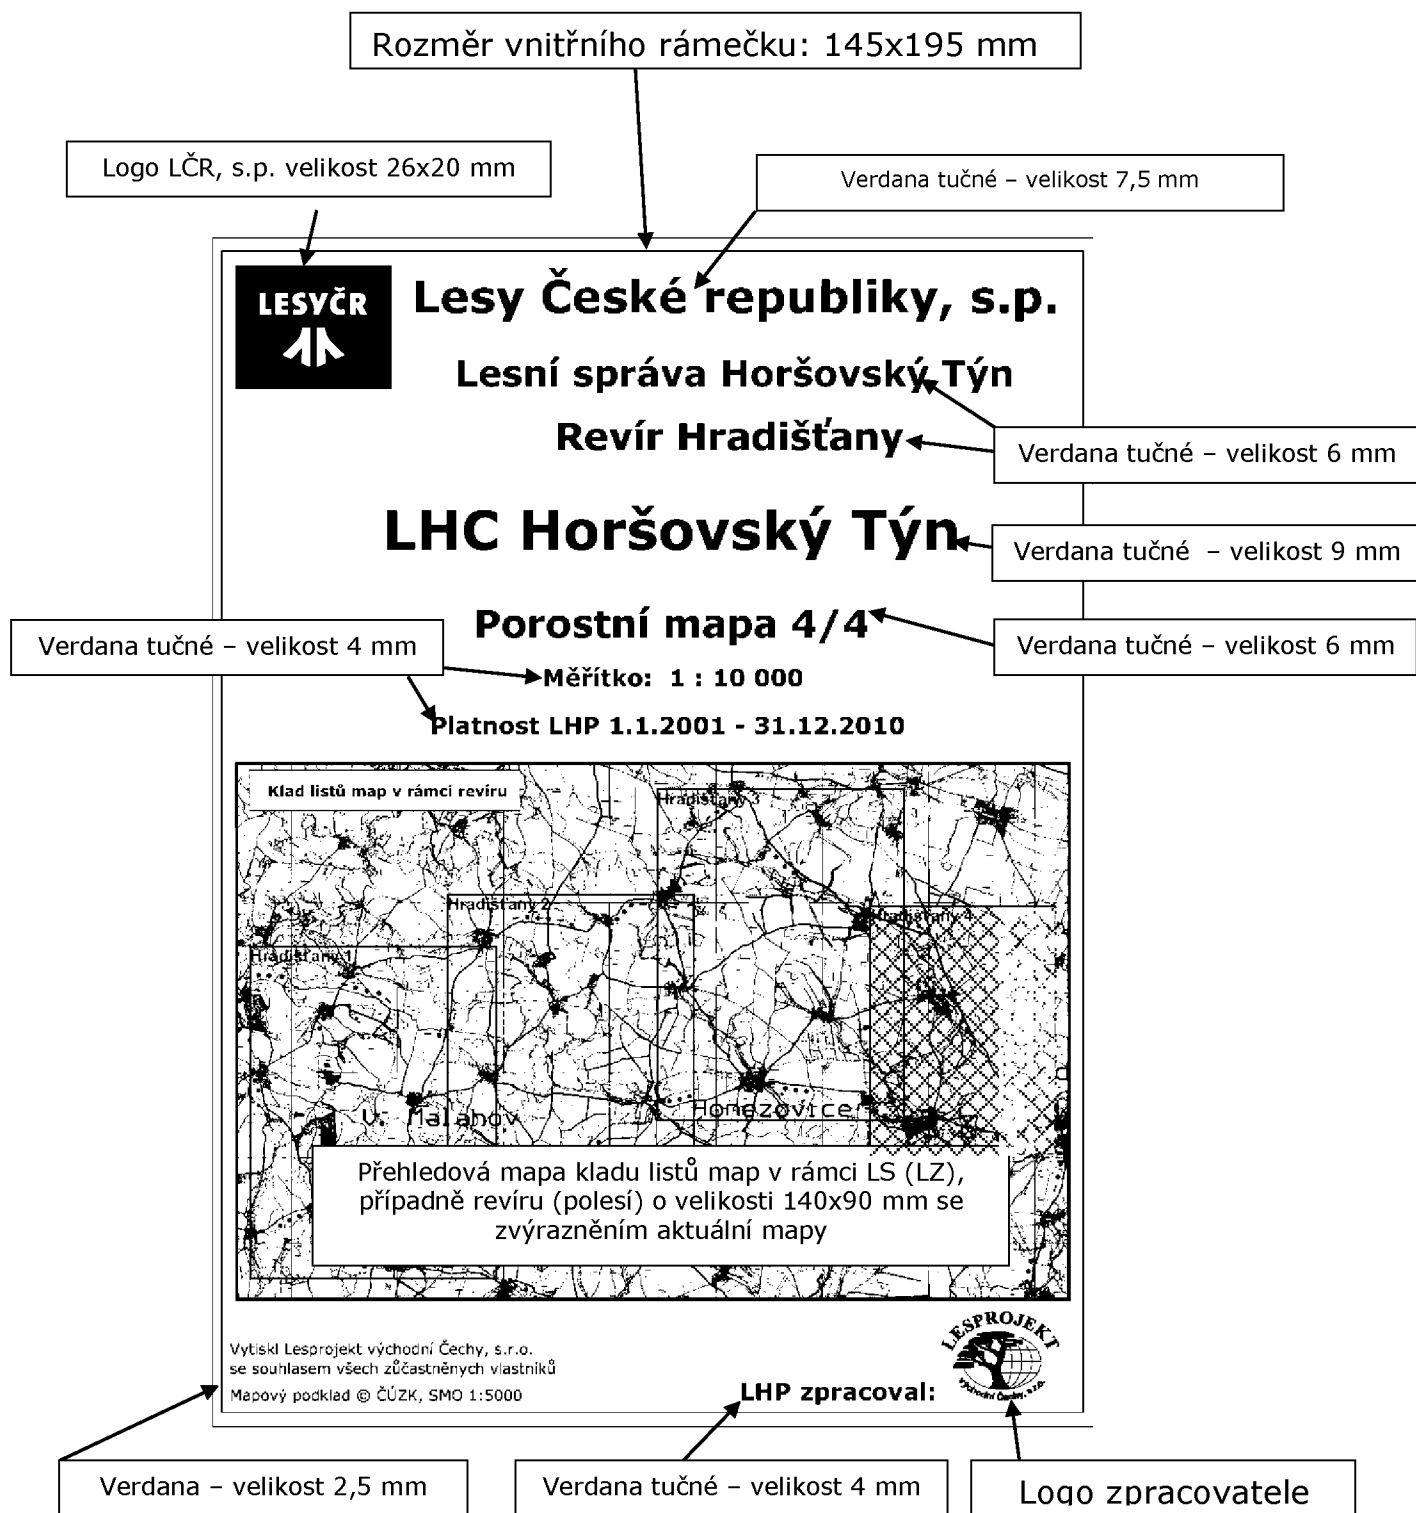 Rozměr vnitřního rámečku: 145x195 mm
Logo LČR, s.p. velikost 26x20 mm
Verdana tučné – velikost 7,5 mm
LESYČR
Lesy České republiky, s.p.
Lesní správa Horšovský Týn
Revír Hradišťany
Verdana tučné – velikost 6 mm
LHC Horšovský Týn
Verdana tučné – velikost 9 mm
Porostní mapa 4/4
Verdana tučné – velikost 4 mm
Verdana tučné – velikost 6 mm
Měřítko: 1 : 10 000
Platnost LHP 1.1.2001 - 31.12.2010
Klad listů map v rámci revíru
Hradišťany 3
Hradišťany 2
Hradišťany 4
Hradišťany 1
V. Malahov
Honezovice
Přehledová mapa kladu listů map v rámci LS (LZ),
případně revíru (polesí) o velikosti 140x90 mm se
zvýrazněním aktuální mapy
Vytiskl Lesprojekt východní Čechy, s.r.o.
se souhlasem všech zůčastněných vlastníků
Mapový podklad © ČÚZK, SMO 1:5000
LHP zpracoval:
LESPROJEKT
východní Čechy, s.r.o.
Verdana – velikost 2,5 mm
Verdana tučné – velikost 4 mm
Logo zpracovatele